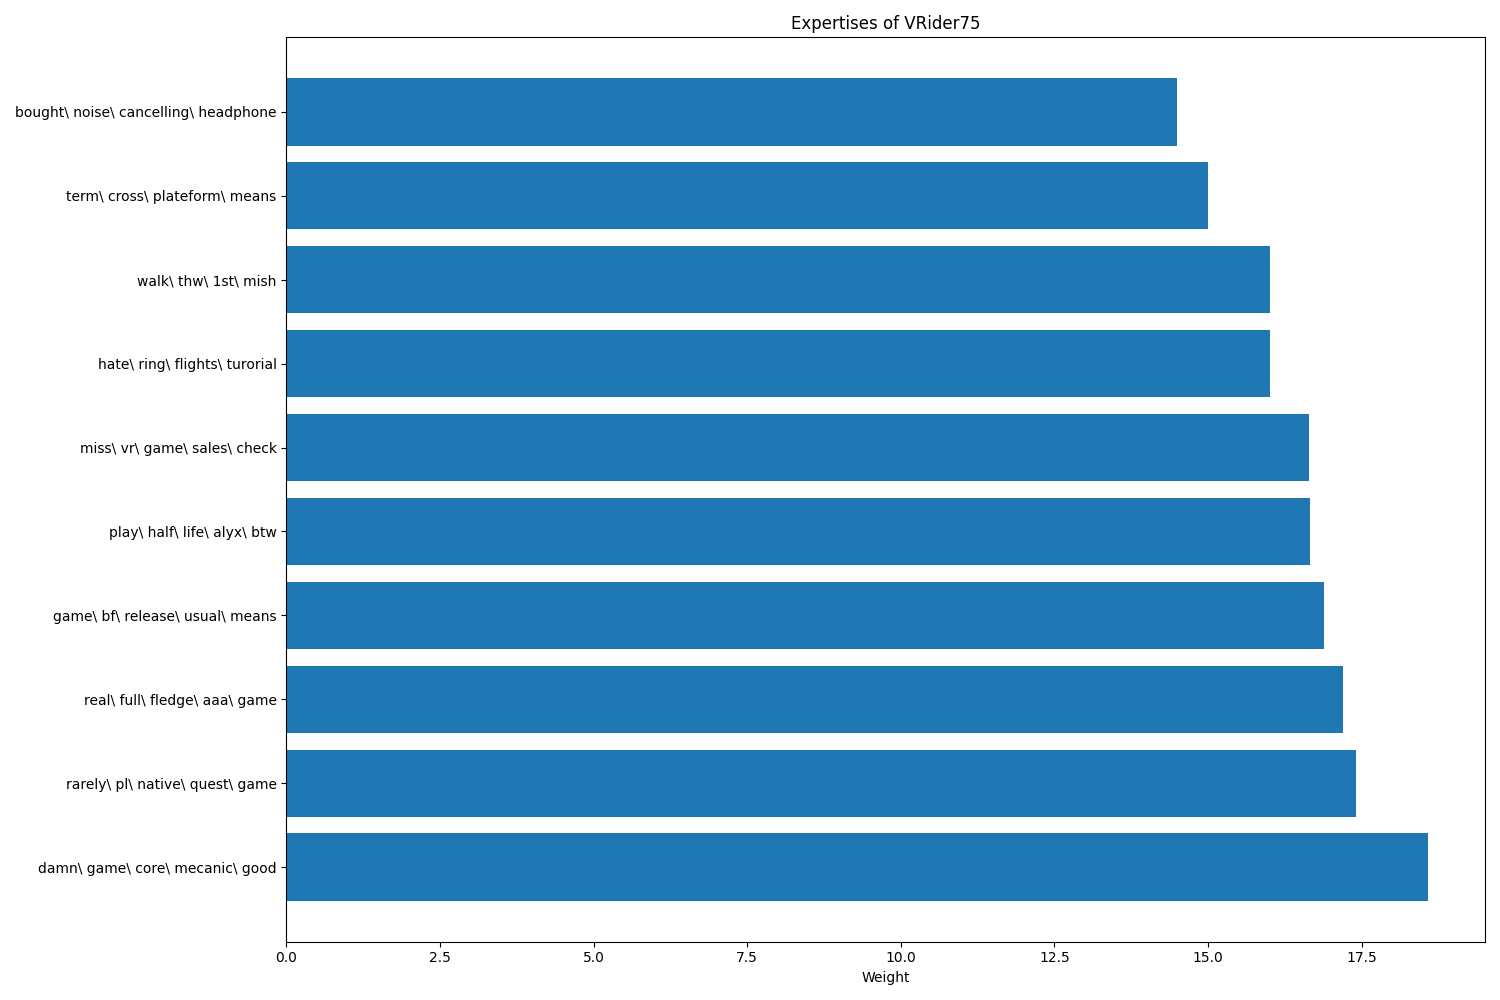 Expertises of VRider75
bought\ noise\ cancelling\ headphone
term\ cross\ plateform\ means
walk\ thw\ 1st\ mish
hate\ ring\ flights\ turorial
miss\ vr\ game\ sales\ check
play\ half\ life\ alyx\ btw
game\ bf\ release\ usual\ means
real\ full\ fledge\ aaa\ game
rarely\ pl\ native\ quest\ game
damn\ game\ core\ mecanic\ good
0.0 2.5 5.0 7.5 10.0 12.5 15.0 17.5
Weight